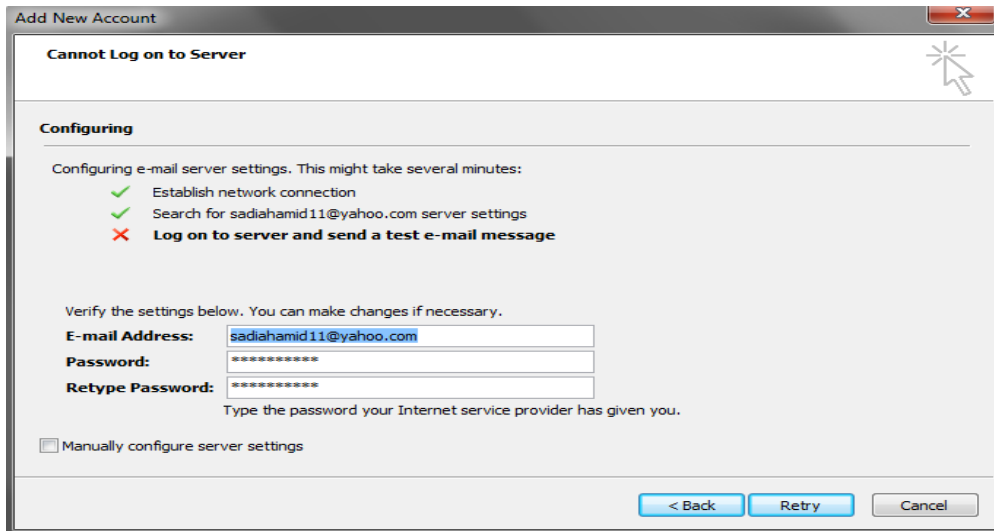 Add New Account
Cannot Log on to Server
Configuring
Configuring e-mail server settings. This might take several minutes:
Establish network connection
Search for sadiahamid11@yahoo.com server settings
Log on to server and send a test e-mail message
Verify the settings below. You can make changes if necessary.
E-mail Address: sadiahamid11@yahoo.com
Password: **********
Retype Password: **********
Type the password your Internet service provider has given you.
Manually configure server settings
< Back Retry Cancel